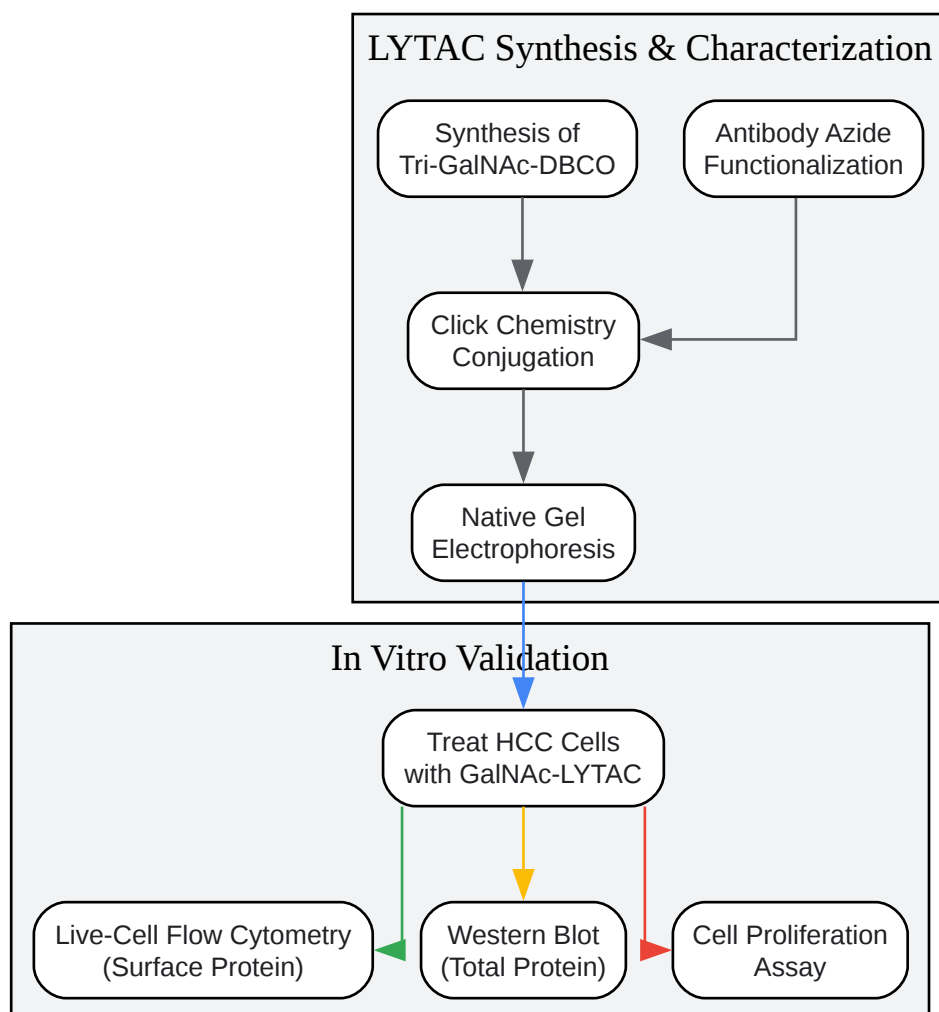 LYTAC Synthesis & Characterization
Synthesis of
Tri-GalNAc-DBCO
Antibody Azide
Functionalization
Click Chemistry
Conjugation
Native Gel
Electrophoresis
In Vitro Validation
Treat HCC Cells
with GalNAc-LYTAC
Live-Cell Flow Cytometry
(Surface Protein)
Western Blot
(Total Protein)
Cell Proliferation
Assay